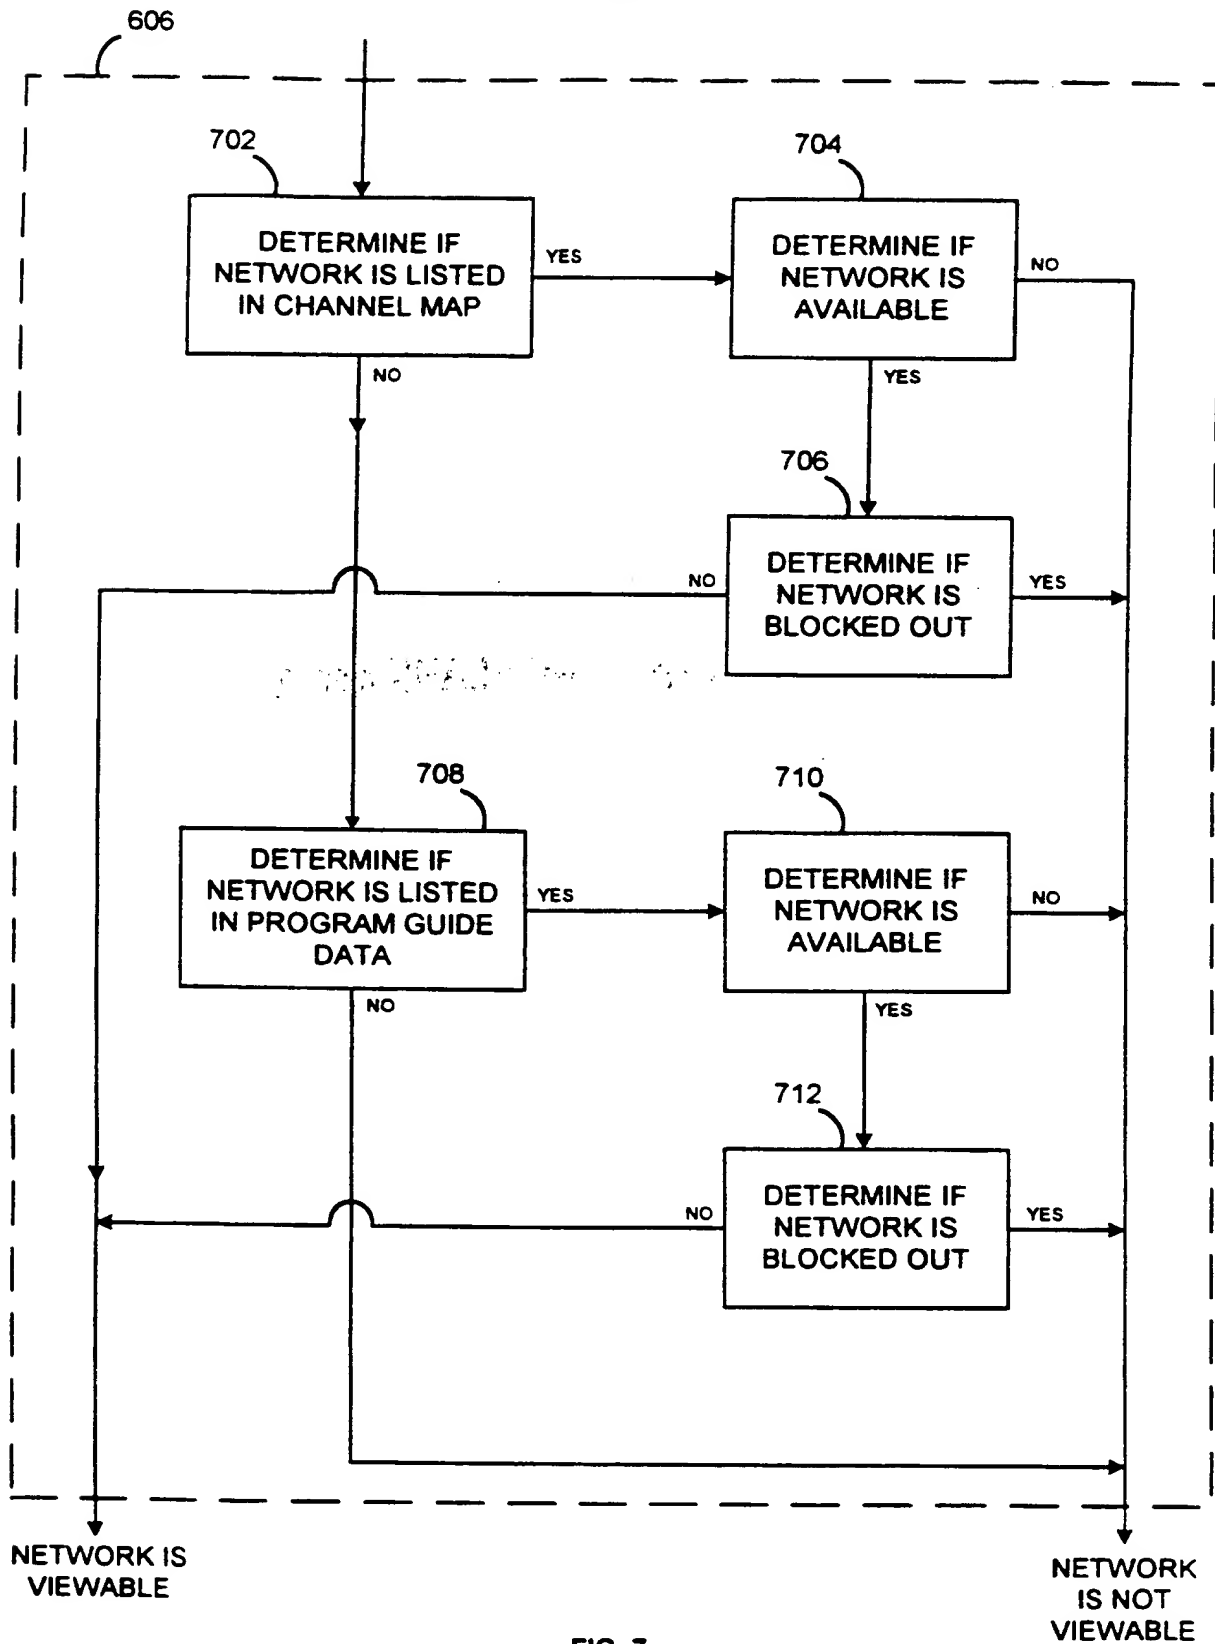 606
702
704
DETERMINE IF
NETWORK IS LISTED
IN CHANNEL MAP
YES
DETERMINE IF
NETWORK IS
AVAILABLE
NO
NO
YES
706
DETERMINE IF
NETWORK IS
BLOCKED OUT
NO
YES
708
710
DETERMINE IF
NETWORK IS LISTED
IN PROGRAM GUIDE
DATA
YES
DETERMINE IF
NETWORK IS
AVAILABLE
NO
NO
YES
712
DETERMINE IF
NETWORK IS
BLOCKED OUT
NO
YES
NETWORK IS
VIEWABLE
NETWORK
IS NOT
VIEWABLE